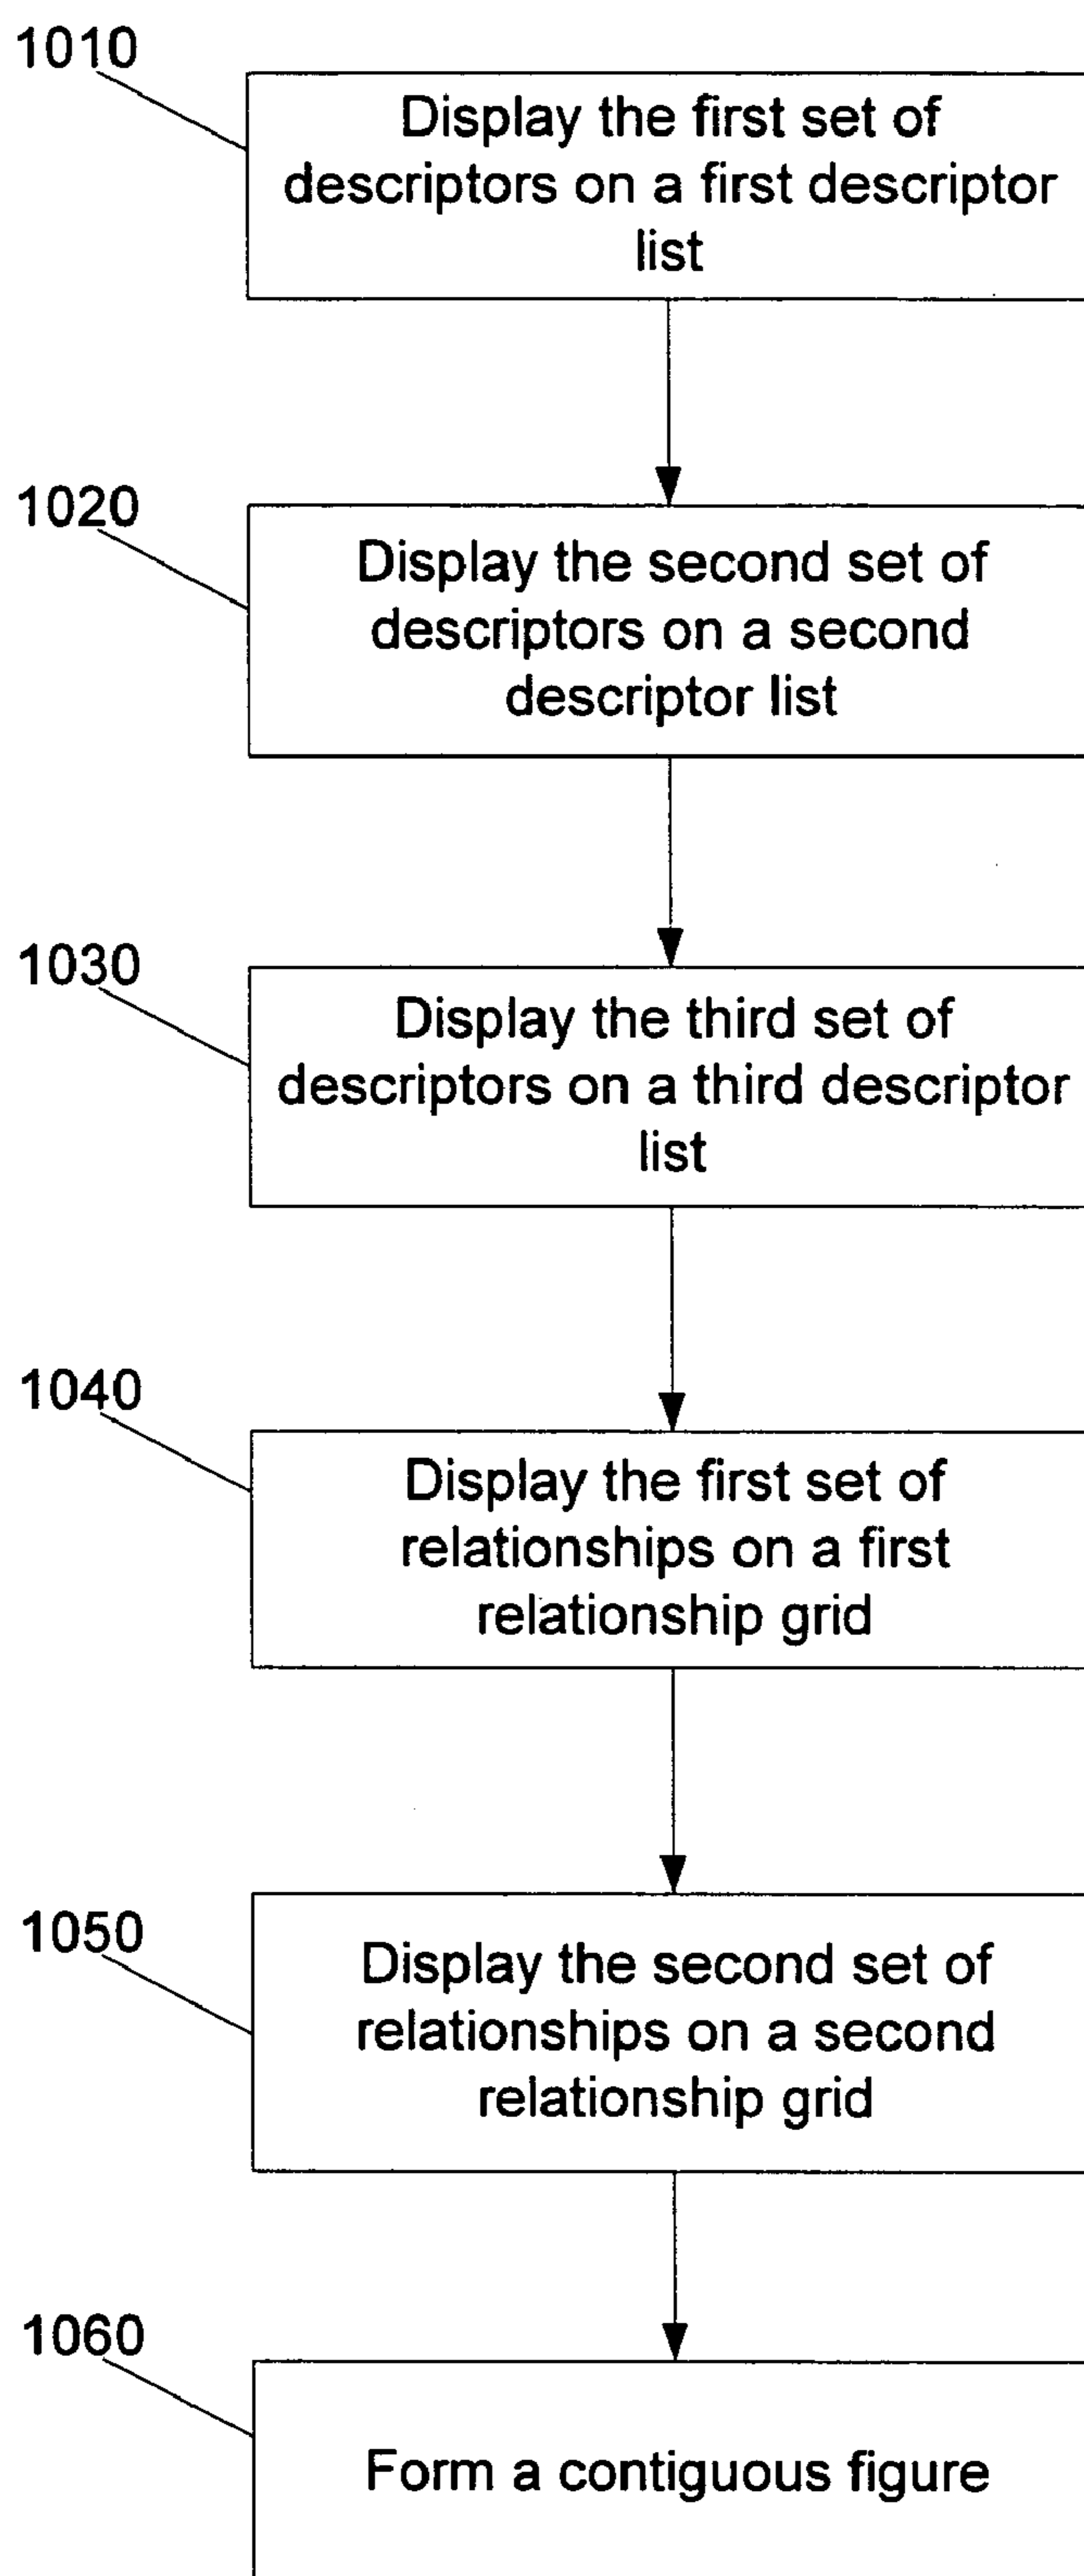 1010
Display the first set of
descriptors on a first descriptor
list
1020
Display the second set of
descriptors on a second
descriptor list
1030
Display the third set of
descriptors on a third descriptor
list
1040
Display the first set of
relationships on a first
relationship grid
1050
Display the second set of
relationships on a second
relationship grid
1060
Form a contiguous figure